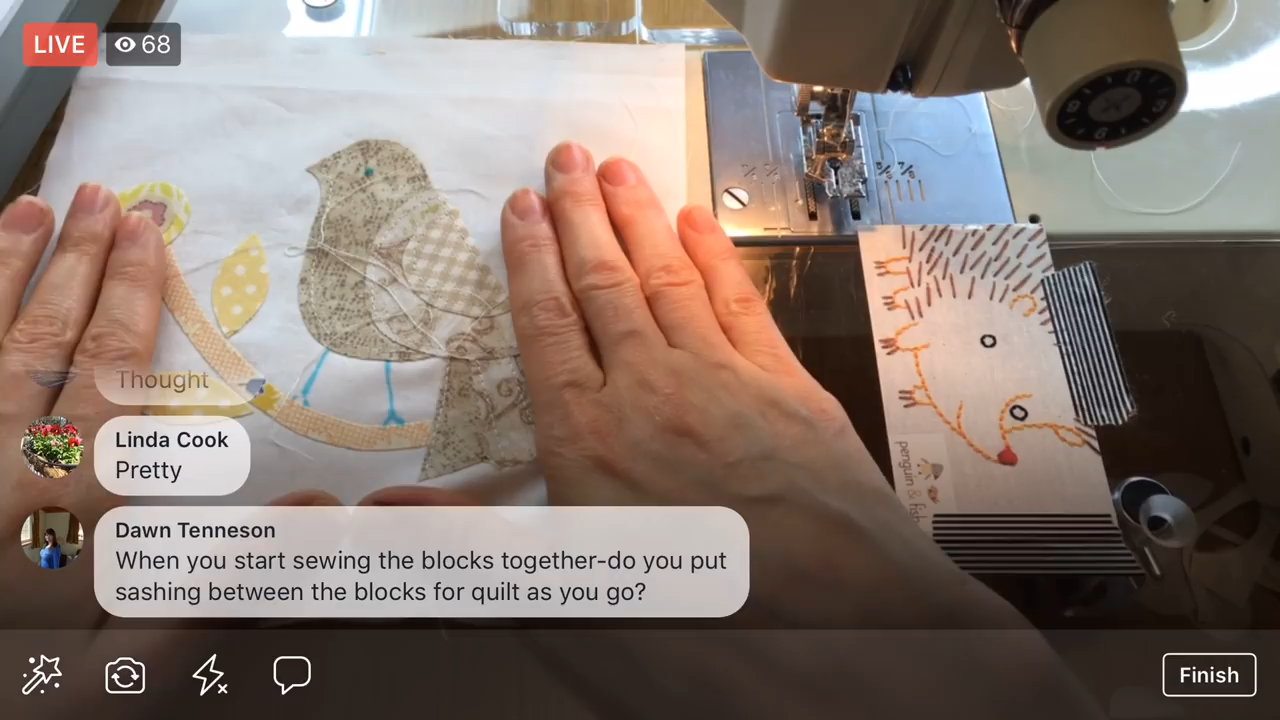 LIVE
68
Thought
Linda Cook
Pretty
Dawn Tenneson
When you start sewing the blocks together-do you put
sashing between the blocks for quilt as you go?
penguin & fish
Finish